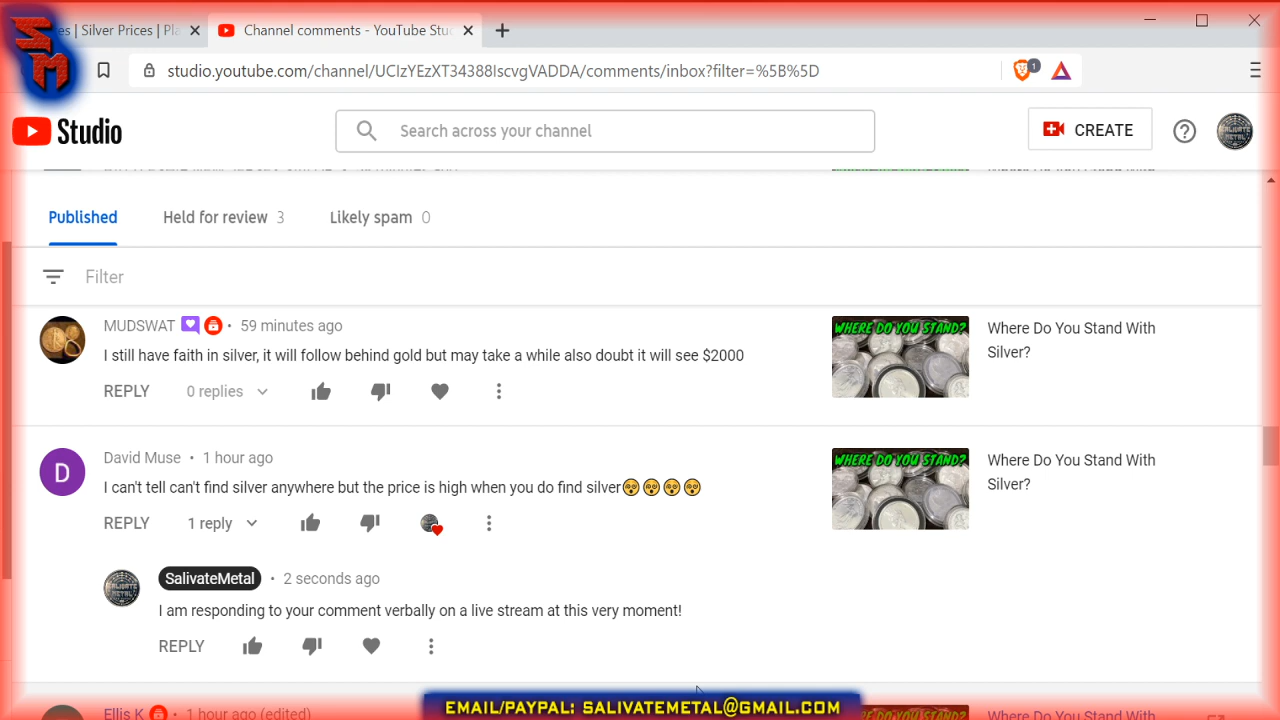 SM
es | Silver Prices | Pla
Channel comments - YouTube Stud
studio.youtube.com/channel/UCIzYEzXT34388IscvgVADDA/comments/inbox?filter=%5B%5D
1
Studio
Search across your channel
CREATE
SALIVATE METAL
Published
Held for review 3
Likely spam 0
Filter
MUDSWAT • 59 minutes ago
I still have faith in silver, it will follow behind gold but may take a while also doubt it will see $2000
REPLY 0 replies
WHERE DO YOU STAND?
Where Do You Stand With
Silver?
D
David Muse • 1 hour ago
I can't tell can't find silver anywhere but the price is high when you do find silver😵😵😵😵
REPLY 1 reply
WHERE DO YOU STAND?
Where Do You Stand With
Silver?
SalivateMetal • 2 seconds ago
I am responding to your comment verbally on a live stream at this very moment!
REPLY
Ellis K • 1 hour ago (edited)
EMAIL/PAYPAL: SALIVATEMETAL@GMAIL.COM